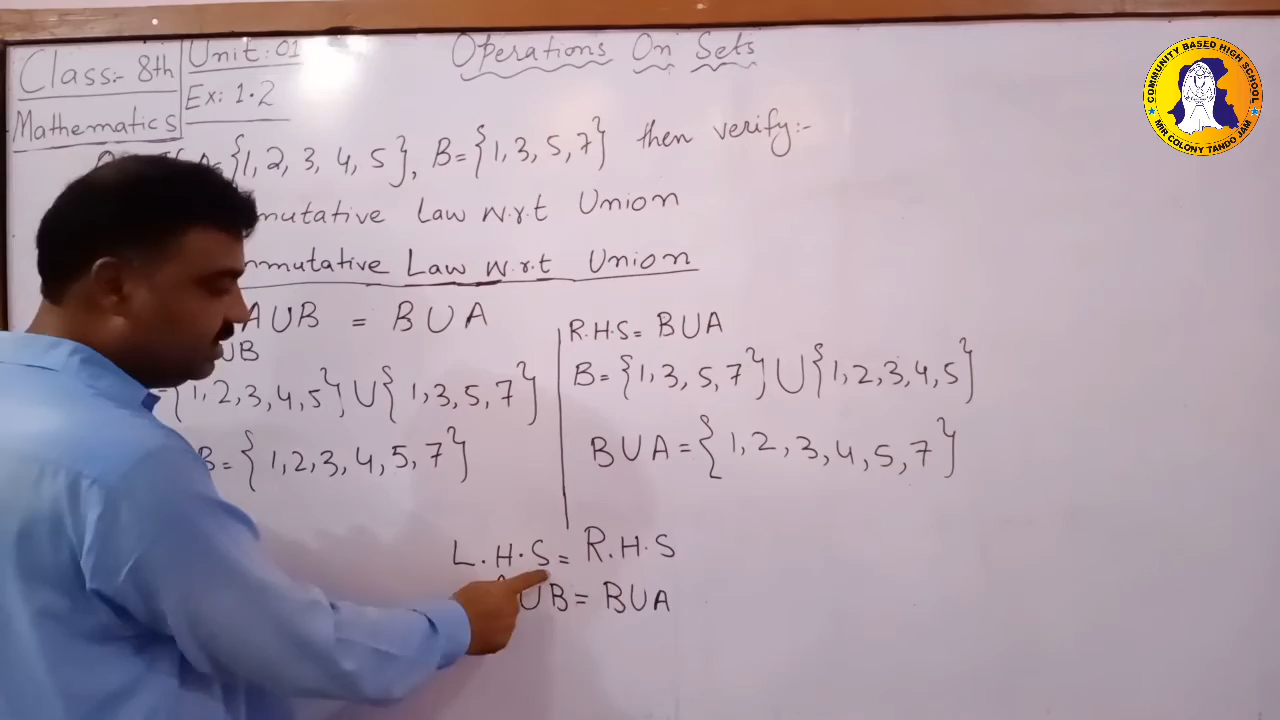 Class:- 8th
Mathematics
Unit: 01
Ex: 1.2
Operations On Sets
A={1, 2, 3, 4, 5}, B={1, 3, 5, 7} then verify:-
mutative Law w.r.t Union
mmutative Law w.r.t Union
A∪B = B∪A
∪B
={1,2,3,4,5}∪{1,3,5,7}
B={1,2,3,4,5,7}
R.H.S= B∪A
B={1,3,5,7}∪{1,2,3,4,5}
B∪A={1,2,3,4,5,7}
L.H.S= R.H.S
∪B= B∪A
COMMUNITY BASED HIGH SCHOOL
MIR COLONY TANDO JAM